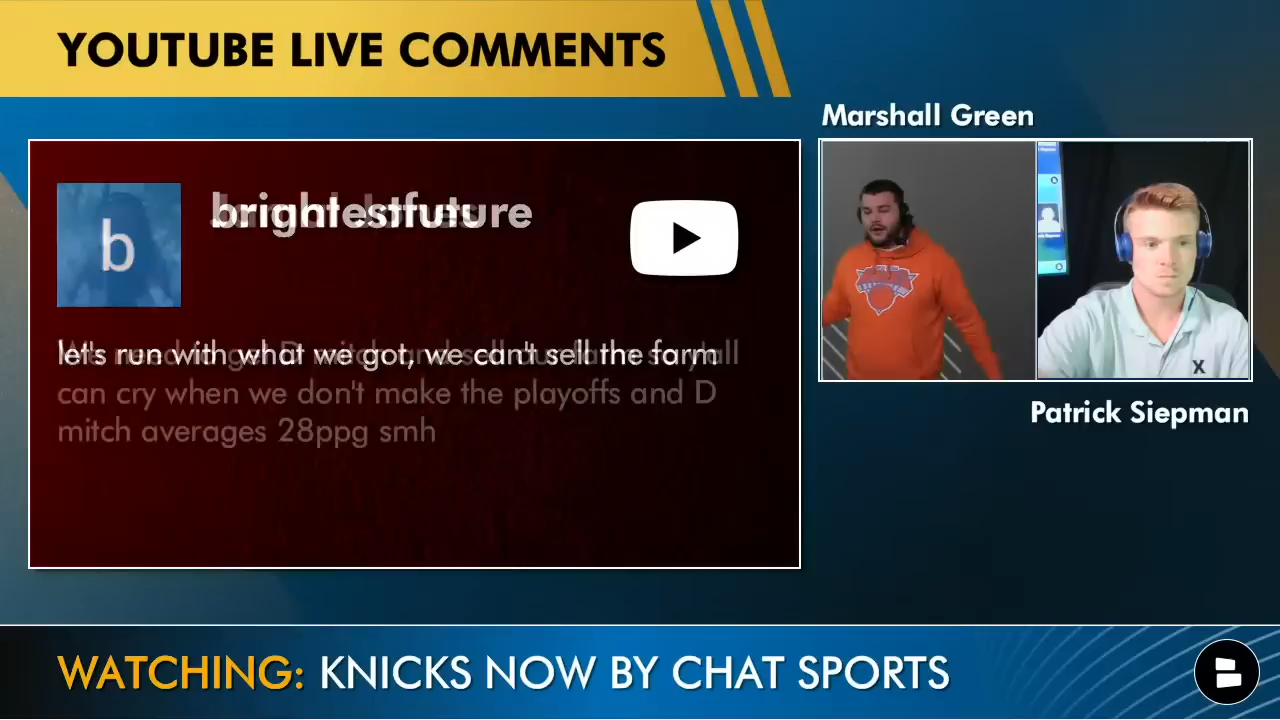 YOUTUBE LIVE COMMENTS
Marshall Green
b
brightestfuture
let's run with what we got, we can't sell the farm
can cry when we don't make the playoffs and D
mitch averages 28ppg smh
X
Patrick Siepman
WATCHING: KNICKS NOW BY CHAT SPORTS